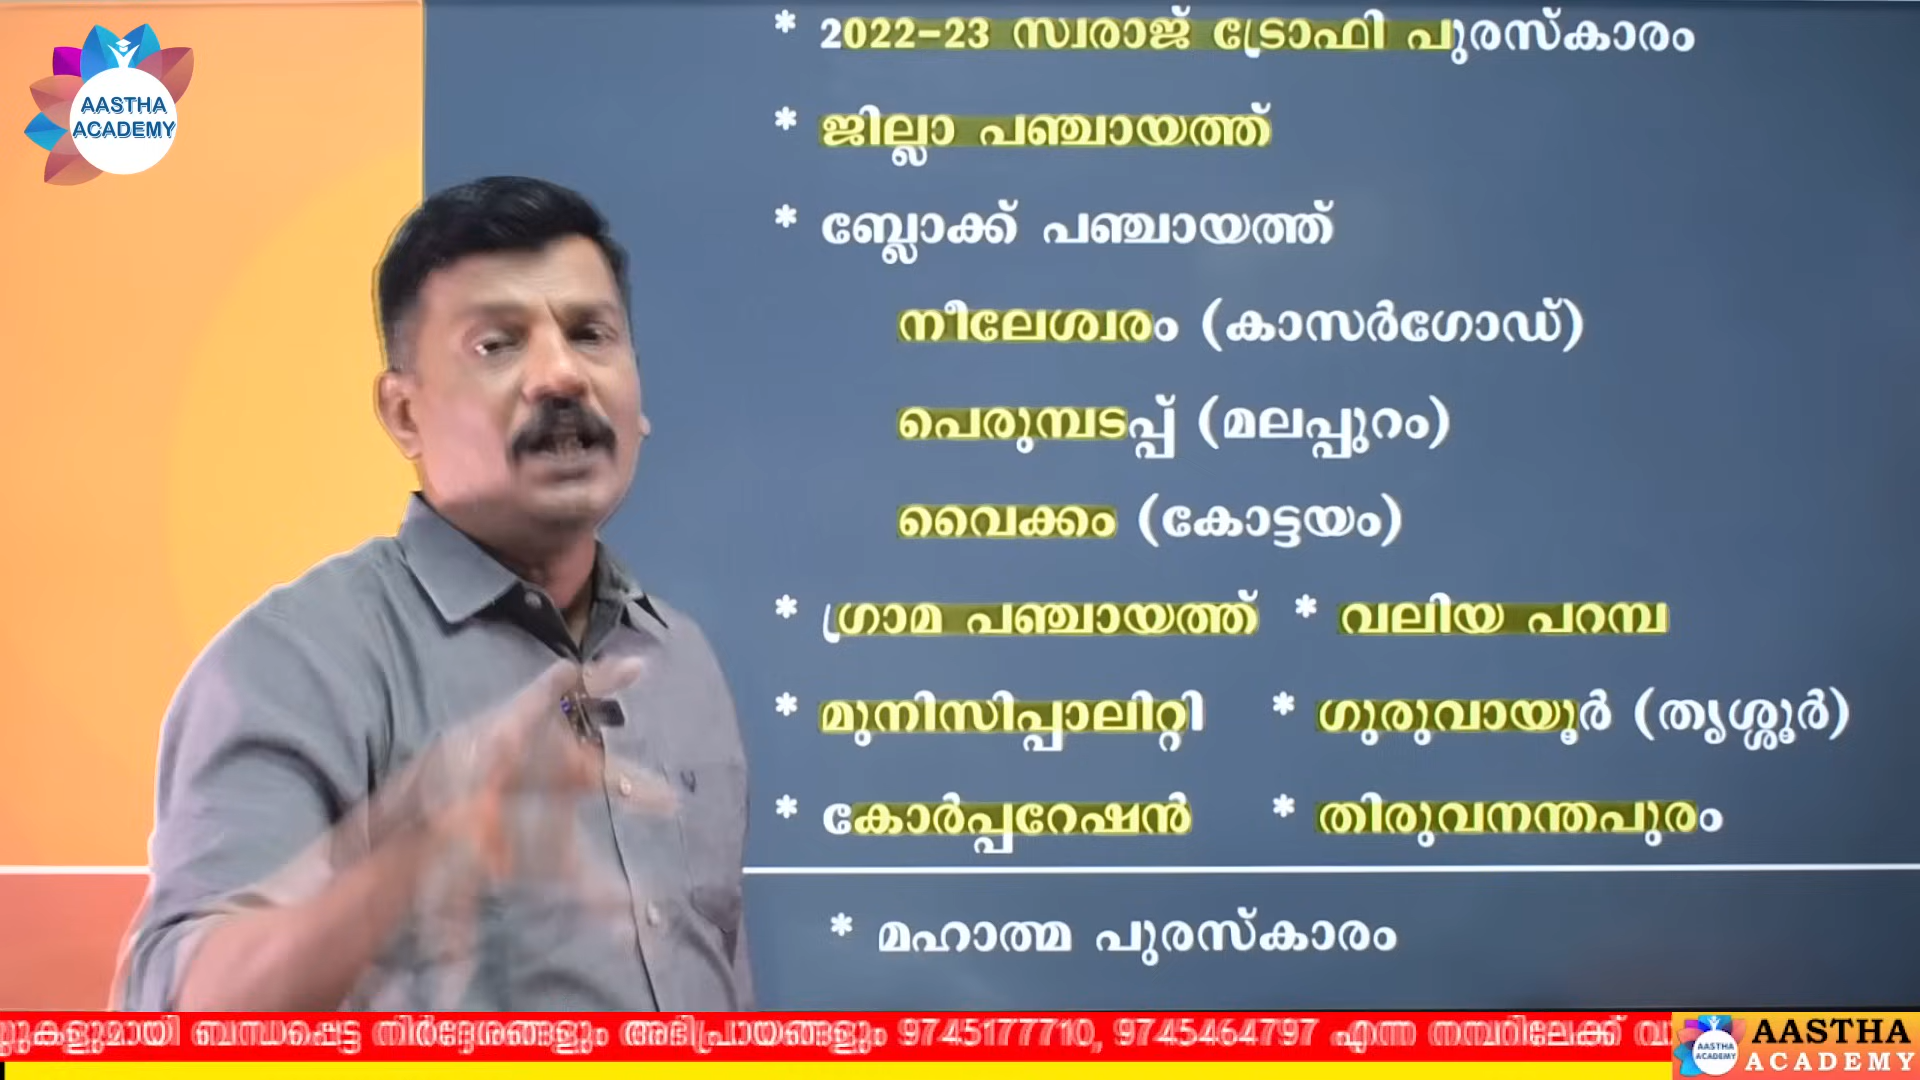 AASTHA
ACADEMY
* 2022-23 സ്വരാജ് ട്രോഫി പുരസ്കാരം
* ജില്ലാ പഞ്ചായത്ത്
* ബ്ലോക്ക് പഞ്ചായത്ത്
നീലേശ്വരം (കാസർഗോഡ്)
പെരുമ്പടപ്പ് (മലപ്പുറം)
വൈക്കം (കോട്ടയം)
* ഗ്രാമ പഞ്ചായത്ത് * വലിയ പറമ്പ
* മുനിസിപ്പാലിറ്റി * ഗുരുവായൂർ (തൃശ്ശൂർ)
* കോർപ്പറേഷൻ * തിരുവനന്തപുരം
* മഹാത്മ പുരസ്കാരം
ബന്ധപ്പെട്ട നിർദ്ദേശങ്ങളും അഭിപ്രായങ്ങളും 9745177710, 9745464797 എന്ന നമ്പറിലേക്ക്
AASTHA
ACADEMY
AASTHA
ACADEMY